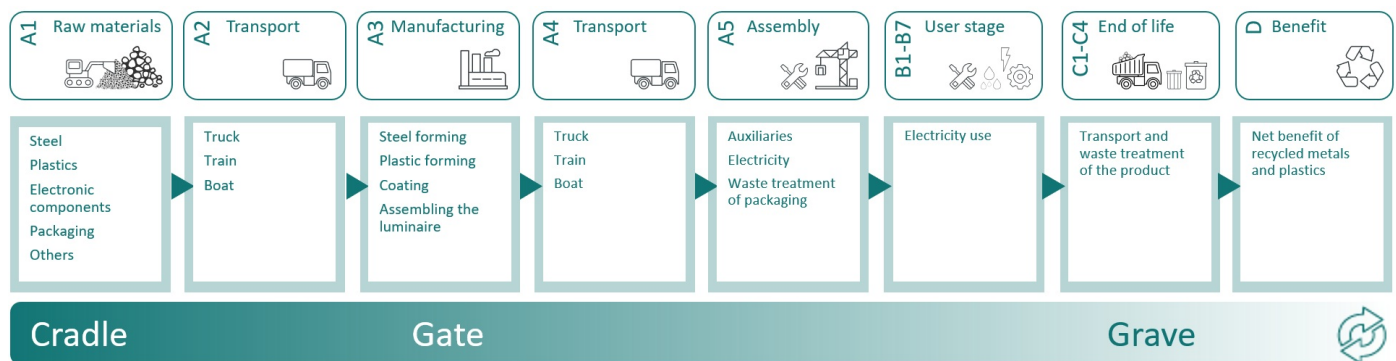 A1 Raw materials
A2 Transport
A3 Manufacturing
A4 Transport
A5 Assembly
B1-B7 User stage
C1-C4 End of life
D Benefit
Steel
Plastics
Electronic
components
Packaging
Others
Truck
Train
Boat
Steel forming
Plastic forming
Coating
Assembling the
luminaire
Truck
Train
Boat
Auxiliaries
Electricity
Waste treatment
of packaging
Electricity use
Transport and
waste treatment
of the product
Net benefit of
recycled metals
and plastics
Cradle
Gate
Grave